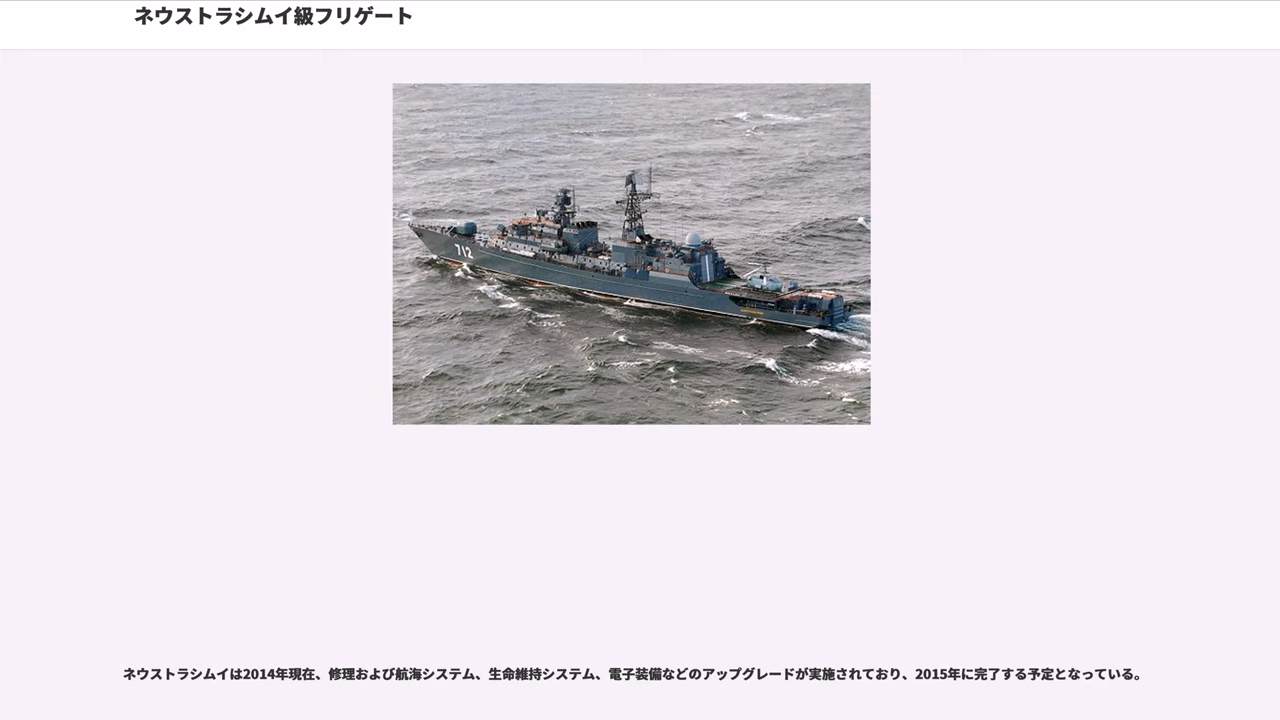 ネウストラシムイ級フリゲート
712
ネウストラシムイは2014年現在、修理および航海システム、生命維持システム、電子装備などのアップグレードが実施されており、2015年に完了する予定となっている。